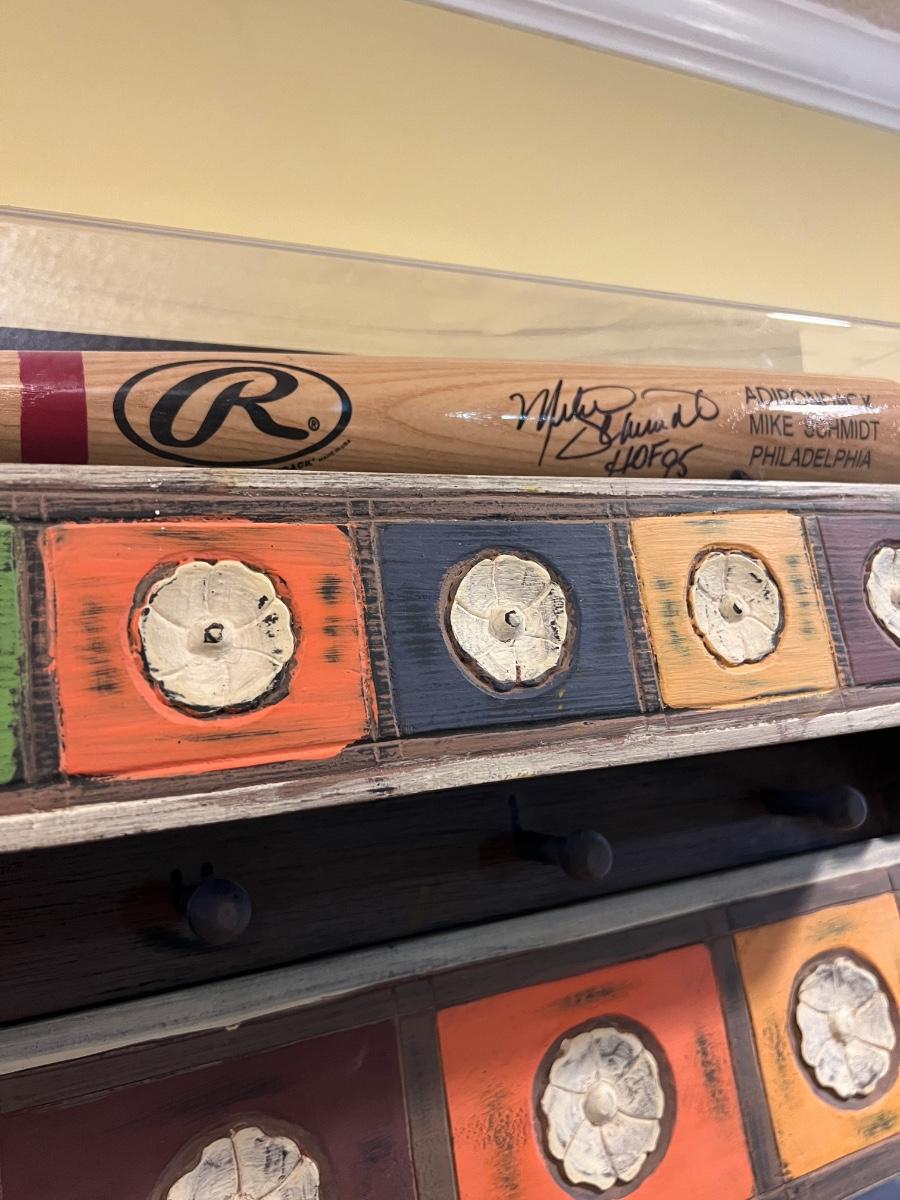 R®
Mike Schmidt
HOF 95
ADIRONDACK
MIKE SCHMIDT
PHILADELPHIA